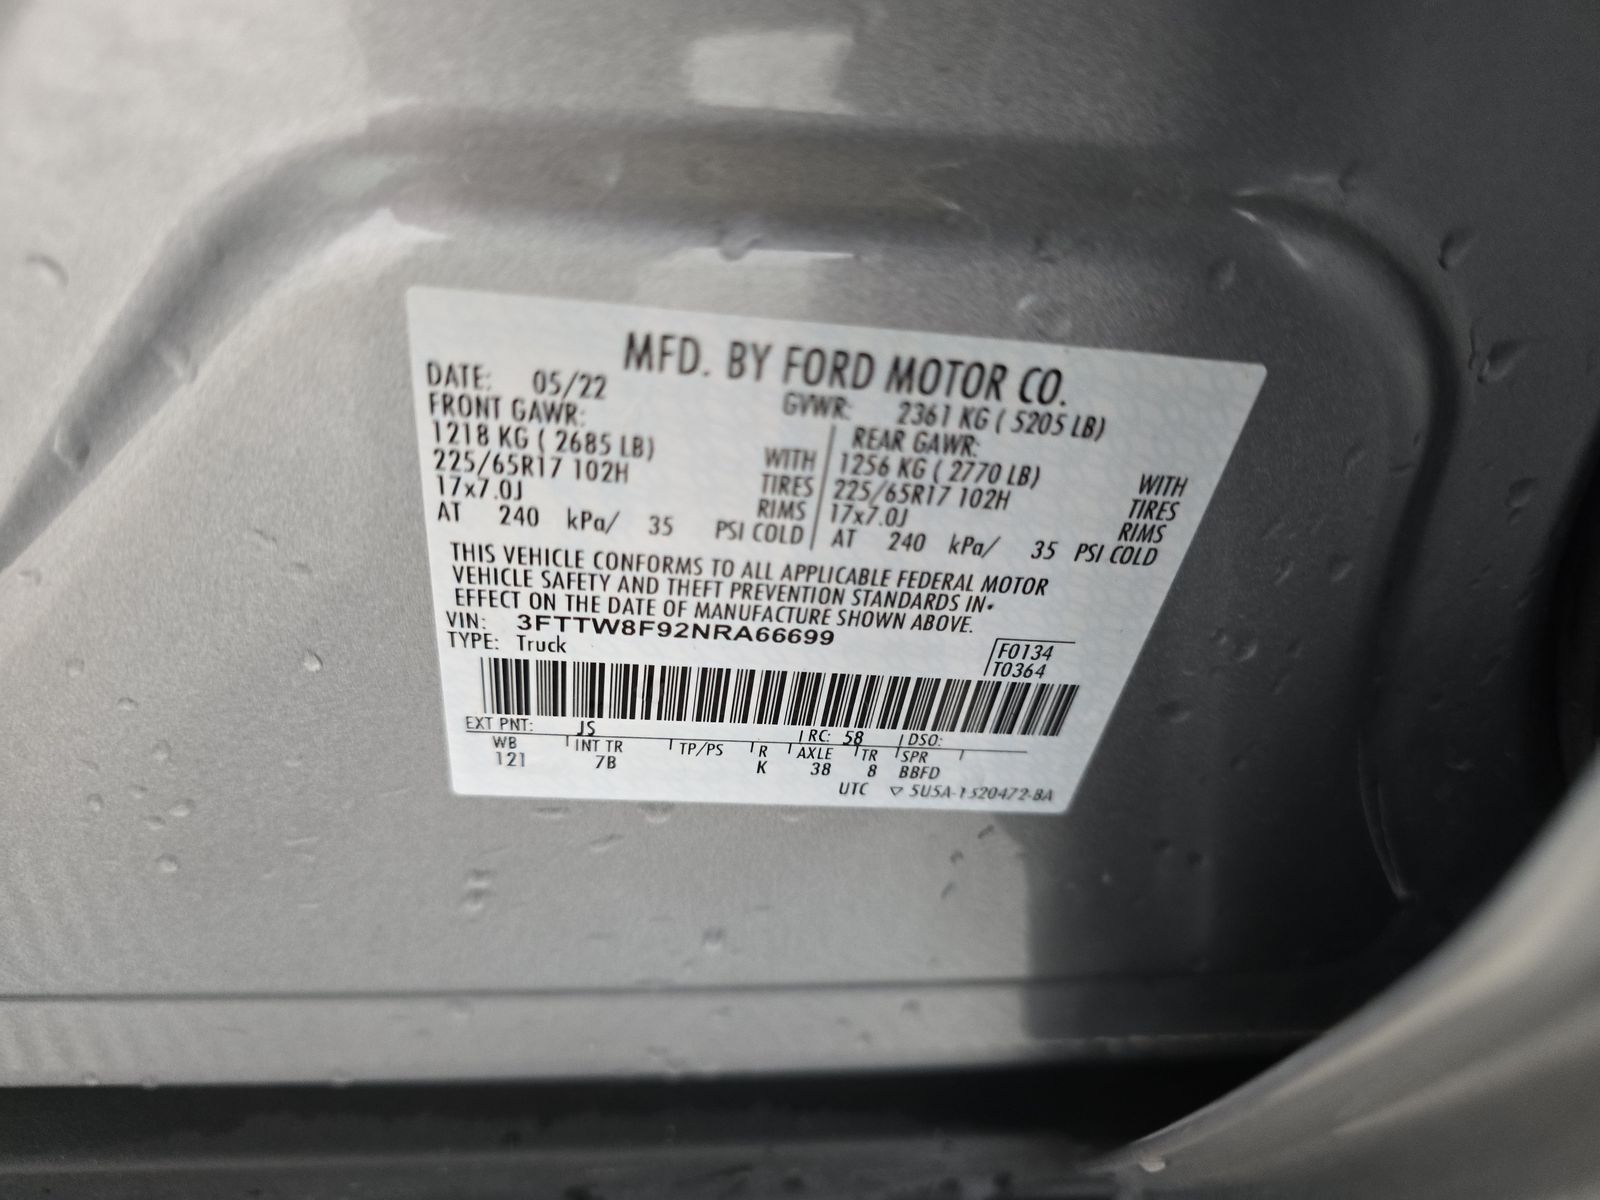 MFD. BY FORD MOTOR CO.
DATE: 05/22 GVWR: 2361 KG ( 5205 LB)
FRONT GAWR: REAR GAWR:
1218 KG ( 2685 LB) WITH 1256 KG ( 2770 LB) WITH
225/65R17 102H TIRES 225/65R17 102H TIRES
17x7.0J RIMS 17x7.0J RIMS
AT 240 kPa/ 35 PSI COLD AT 240 kPa/ 35 PSI COLD
THIS VEHICLE CONFORMS TO ALL APPLICABLE FEDERAL MOTOR
VEHICLE SAFETY AND THEFT PREVENTION STANDARDS IN
EFFECT ON THE DATE OF MANUFACTURE SHOWN ABOVE.
VIN: 3FTTW8F92NRA66699
TYPE: Truck
F0134
T0364
EXT PNT: JS RC: 58 DSO:
WB INT TR TP/PS R AXLE TR SPR
121 7B K 38 8 BBFD
UTC ▽ 5U5A-1520472-BA